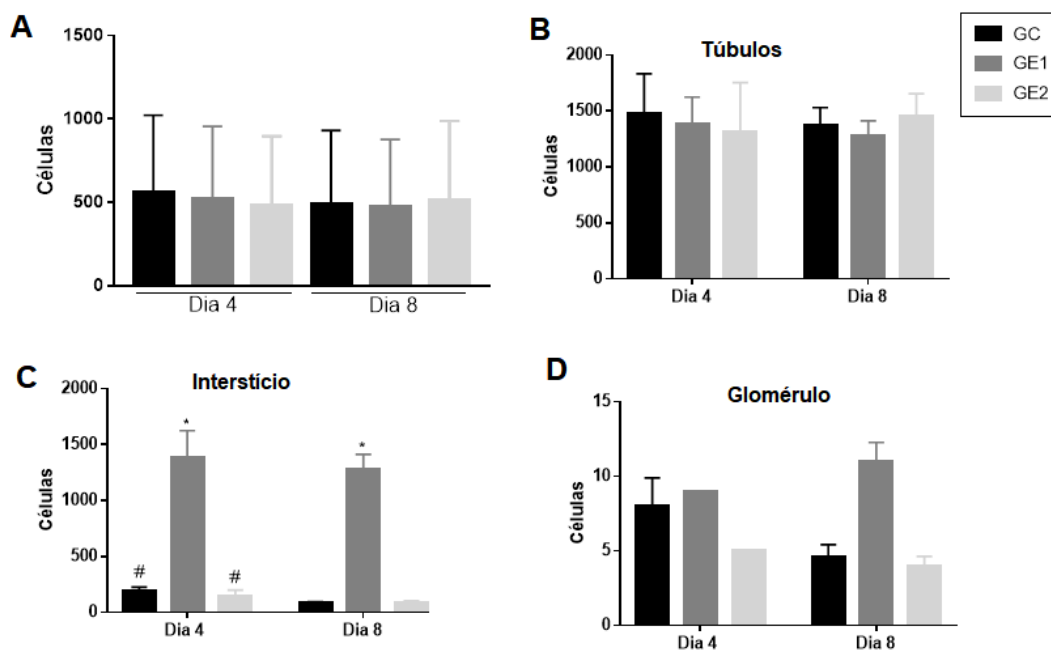 A
1500
1000
500
0
Células
Dia 4
Dia 8
B
Túbulos
2000
1500
1000
500
0
Células
Dia 4
Dia 8
GC
GE1
GE2
C
Interstício
2000
1500
1000
500
0
Células
#
*
#
*
Dia 4
Dia 8
D
Glomérulo
15
10
5
0
Células
Dia 4
Dia 8